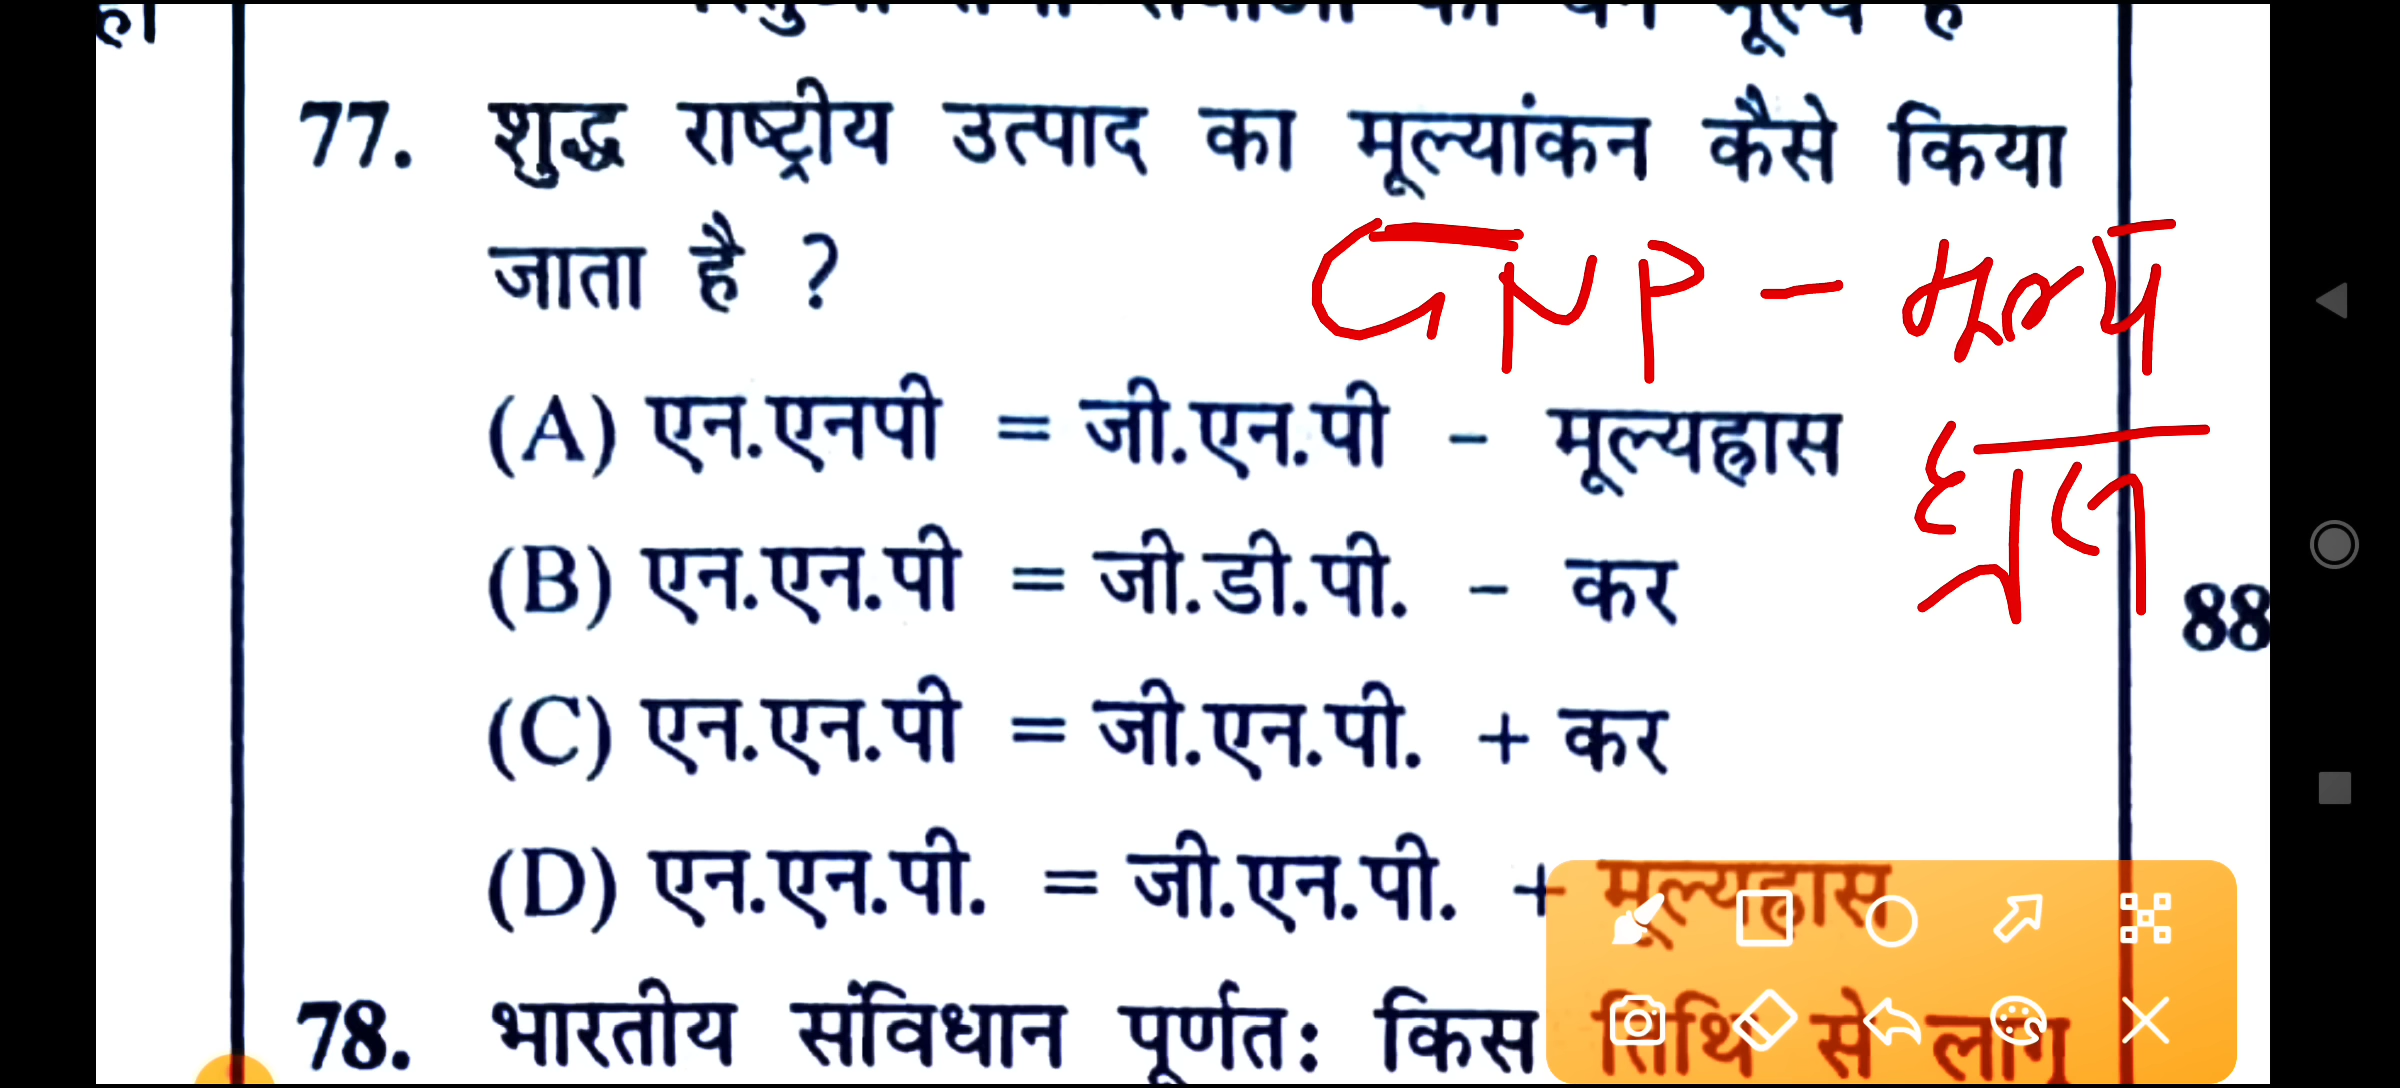 77. शुद्ध राष्ट्रीय उत्पाद का मूल्यांकन कैसे किया
जाता है ?
GNP - मूल्य
ह्रास
(A) एन.एनपी = जी.एन.पी - मूल्यह्रास
(B) एन.एन.पी = जी.डी.पी. - कर
(C) एन.एन.पी = जी.एन.पी. + कर
(D) एन.एन.पी. = जी.एन.पी. + मूल्यह्रास
78. भारतीय संविधान पूर्णतः किस तिथि से लागू
88